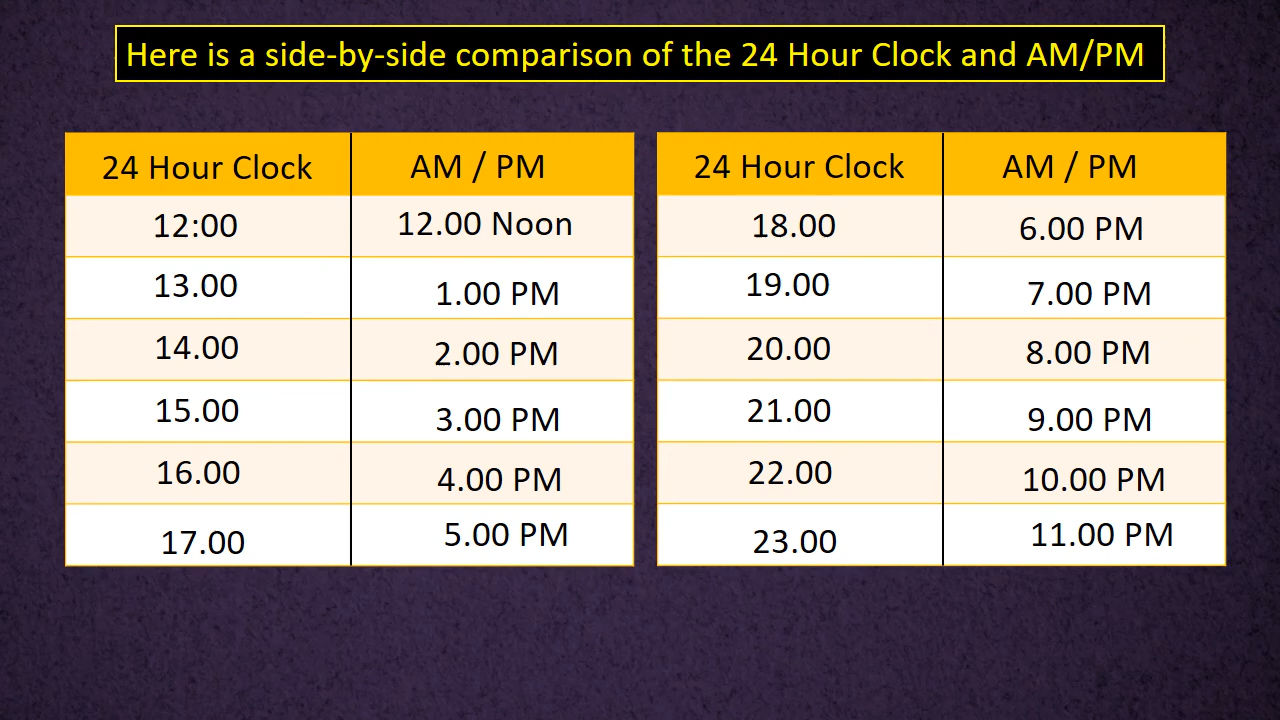 Here is a side-by-side comparison of the 24 Hour Clock and AM/PM
24 Hour Clock AM / PM
12:00 12.00 Noon
13.00 1.00 PM
14.00 2.00 PM
15.00 3.00 PM
16.00 4.00 PM
17.00 5.00 PM
24 Hour Clock AM / PM
18.00 6.00 PM
19.00 7.00 PM
20.00 8.00 PM
21.00 9.00 PM
22.00 10.00 PM
23.00 11.00 PM